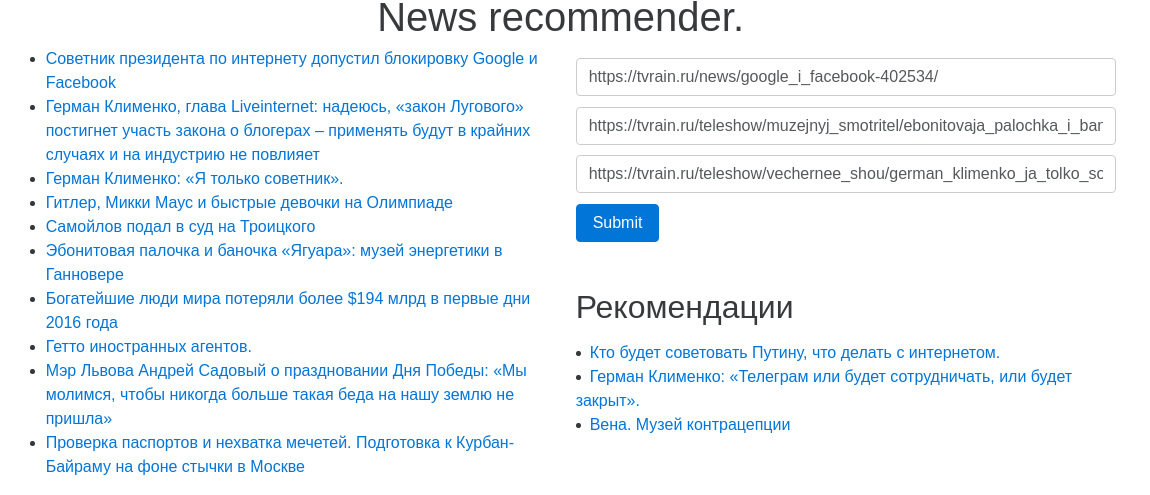 News recommender.
Советник президента по интернету допустил блокировку Google и
Facebook
Герман Клименко, глава Liveinternet: надеюсь, «закон Лугового»
постигнет участь закона о блогерах – применять будут в крайних
случаях и на индустрию не повлияет
Герман Клименко: «Я только советник».
Гитлер, Микки Маус и быстрые девочки на Олимпиаде
Самойлов подал в суд на Троицкого
Эбонитовая палочка и баночка «Ягуара»: музей энергетики в
Ганновере
Богатейшие люди мира потеряли более $194 млрд в первые дни
2016 года
Гетто иностранных агентов.
Мэр Львова Андрей Садовый о праздновании Дня Победы: «Мы
молимся, чтобы никогда больше такая беда на нашу землю не
пришла»
Проверка паспортов и нехватка мечетей. Подготовка к Курбан-
Байраму на фоне стычки в Москве
https://tvrain.ru/news/google_i_facebook-402534/
https://tvrain.ru/teleshow/muzejnyj_smotritel/ebonitovaja_palochka_i_ban
https://tvrain.ru/teleshow/vechernee_shou/german_klimenko_ja_tolko_sc
Submit
Рекомендации
Кто будет советовать Путину, что делать с интернетом.
Герман Клименко: «Телеграм или будет сотрудничать, или будет
закрыт».
Вена. Музей контрацепции